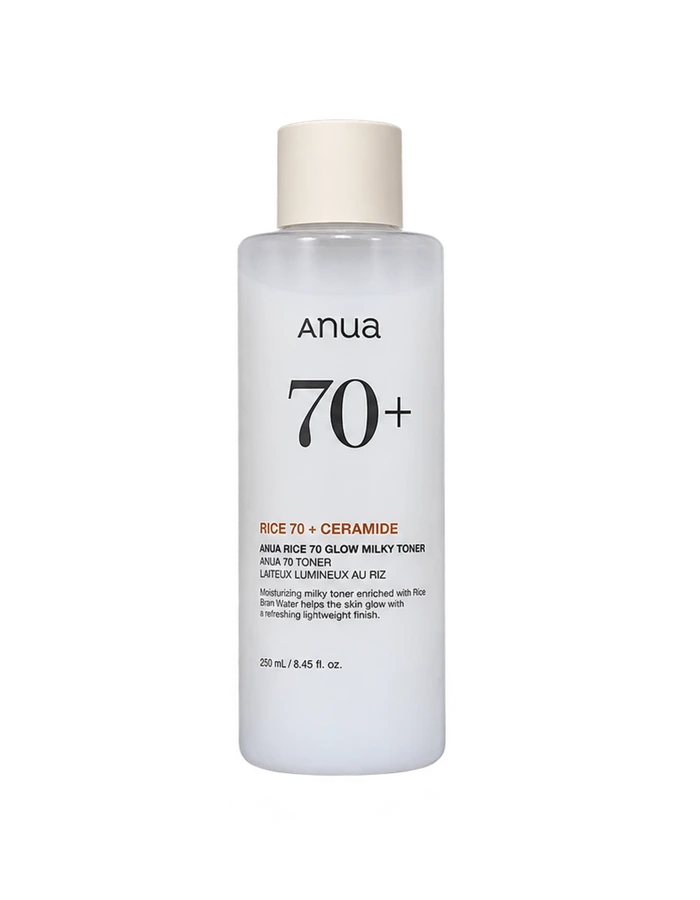 Anua
70+
RICE 70 + CERAMIDE
ANUA RICE 70 GLOW MILKY TONER
ANUA 70 TONER
LAITEUX LUMINEUX AU RIZ
Moisturizing milky toner enriched with Rice
Bran Water helps the skin glow with
a refreshing lightweight finish.
250 mL / 8.45 fl. oz.